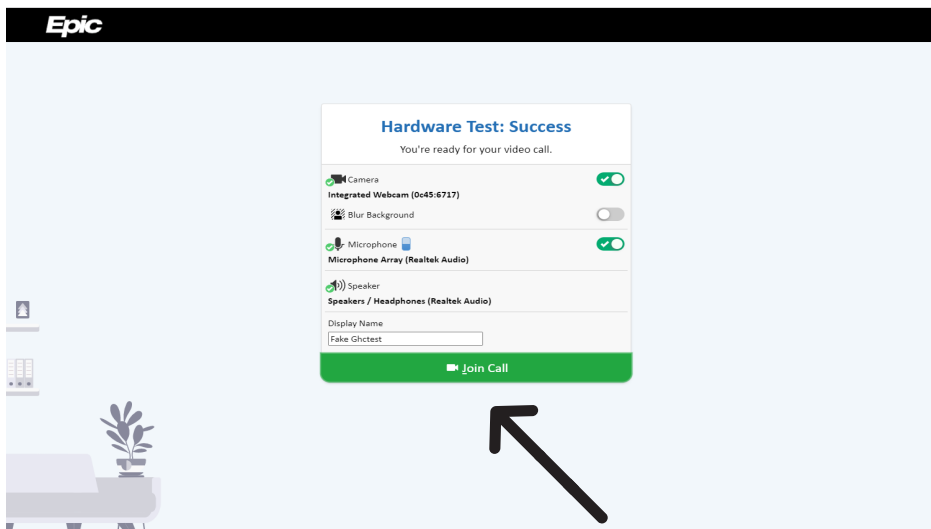 Epic
Hardware Test: Success
You're ready for your video call.
Camera
Integrated Webcam (0c45:6717)
Blur Background
Microphone
Microphone Array (Realtek Audio)
Speaker
Speakers / Headphones (Realtek Audio)
Display Name
Fake Ghctest
Join Call